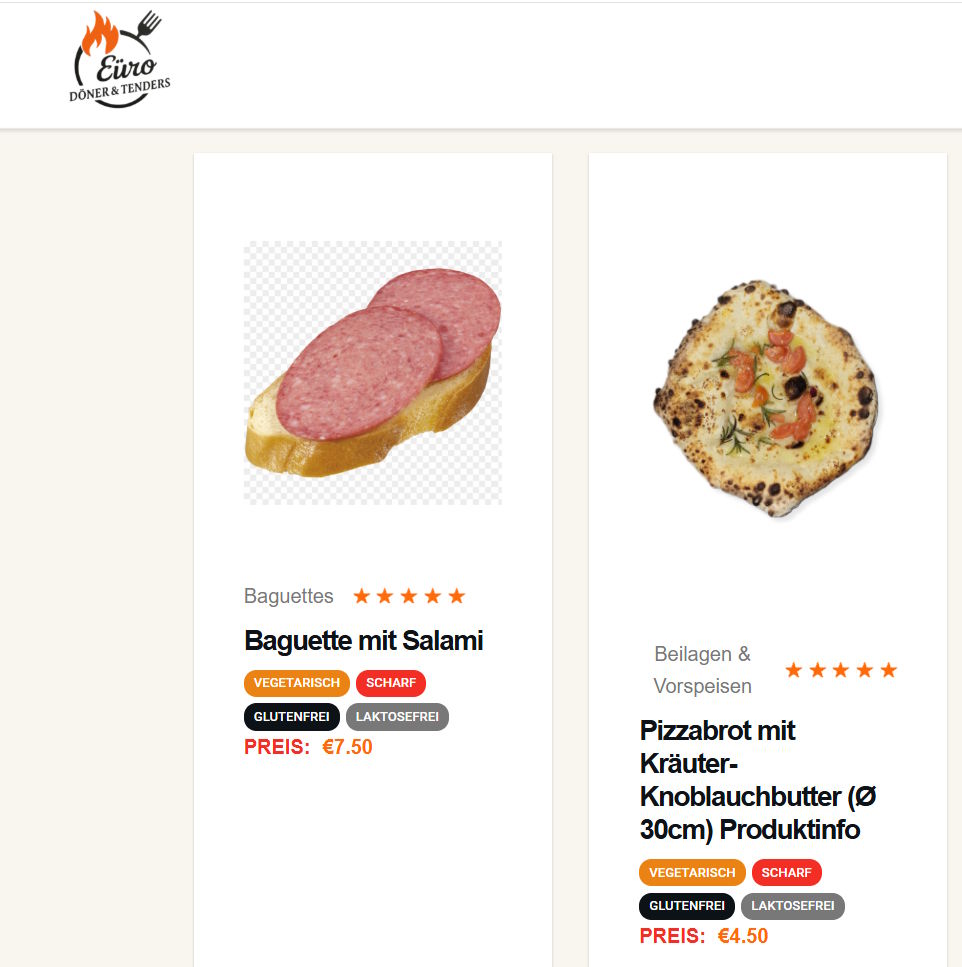 Eüro
DÖNER & TENDERS
Baguettes
Baguette mit Salami
VEGETARISCH SCHARF
GLUTENFREI LAKTOSEFREI
PREIS: €7.50
Beilagen &
Vorspeisen
Pizzabrot mit
Kräuter-
Knoblauchbutter (Ø
30cm) Produktinfo
VEGETARISCH SCHARF
GLUTENFREI LAKTOSEFREI
PREIS: €4.50